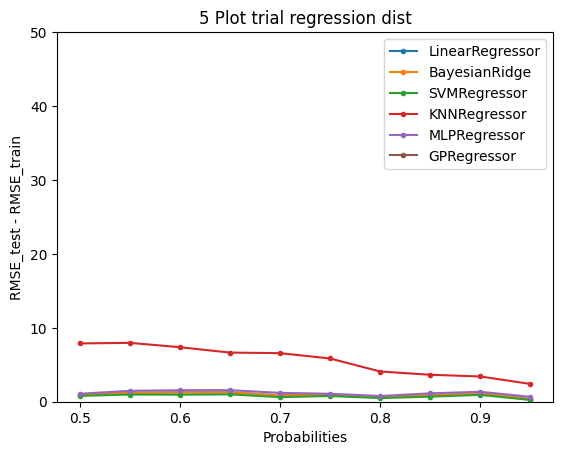 5 Plot trial regression dist
50
40
30
20
10
0
RMSE_test - RMSE_train
LinearRegressor
BayesianRidge
SVMRegressor
KNNRegressor
MLPRegressor
GPRegressor
0.5 0.6 0.7 0.8 0.9
Probabilities